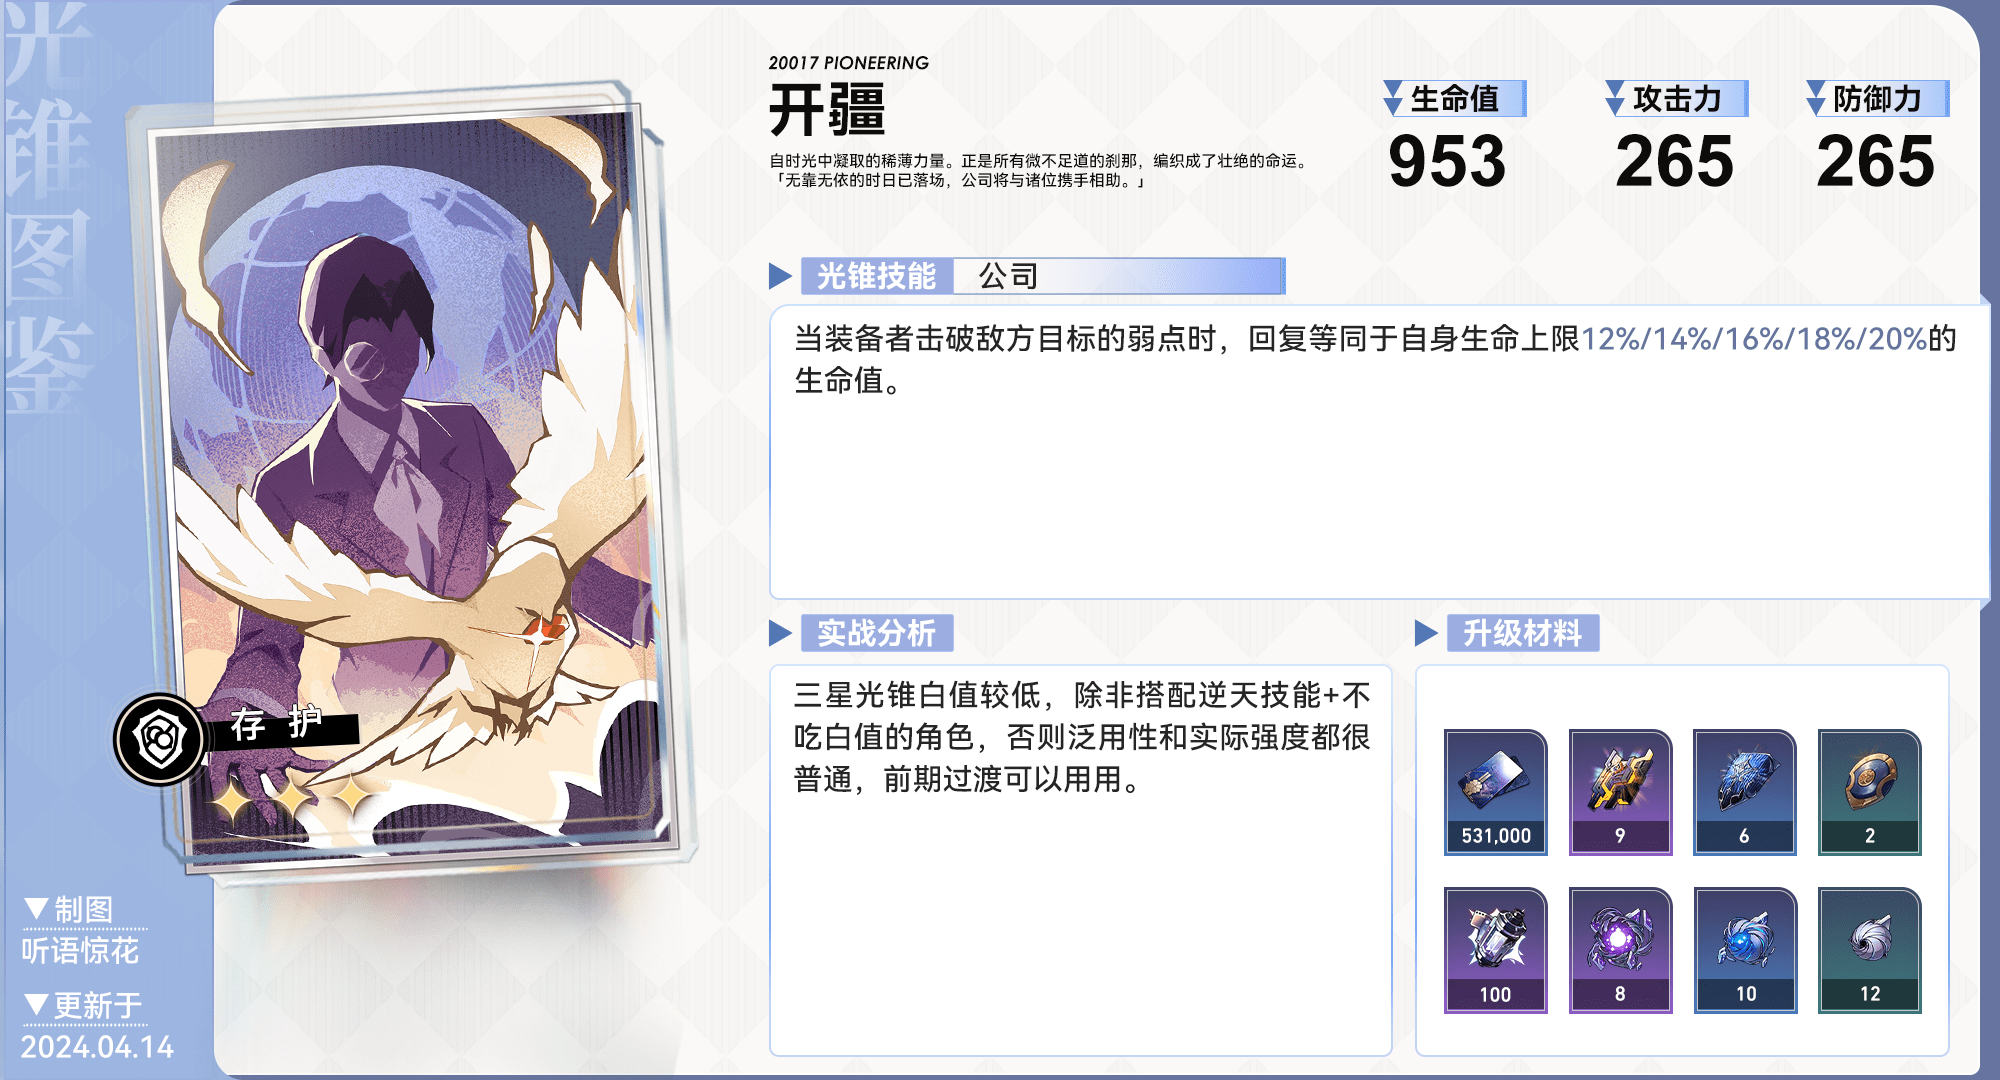 光锥图鉴
20017 PIONEERING
开疆
自时光中凝取的稀薄力量。正是所有微不足道的刹那，编织成了壮绝的命运。
「无靠无依的时日已落场，公司将与诸位携手相助。」
生命值
953
攻击力
265
防御力
265
光锥技能
公司
当装备者击破敌方目标的弱点时，回复等同于自身生命上限12%/14%/16%/18%/20%的
生命值。
存护
实战分析
三星光锥白值较低，除非搭配逆天技能+不
吃白值的角色，否则泛用性和实际强度都很
普通，前期过渡可以用用。
升级材料
531,000
9
6
2
100
8
10
12
▼制图
听语惊花
▼更新于
2024.04.14